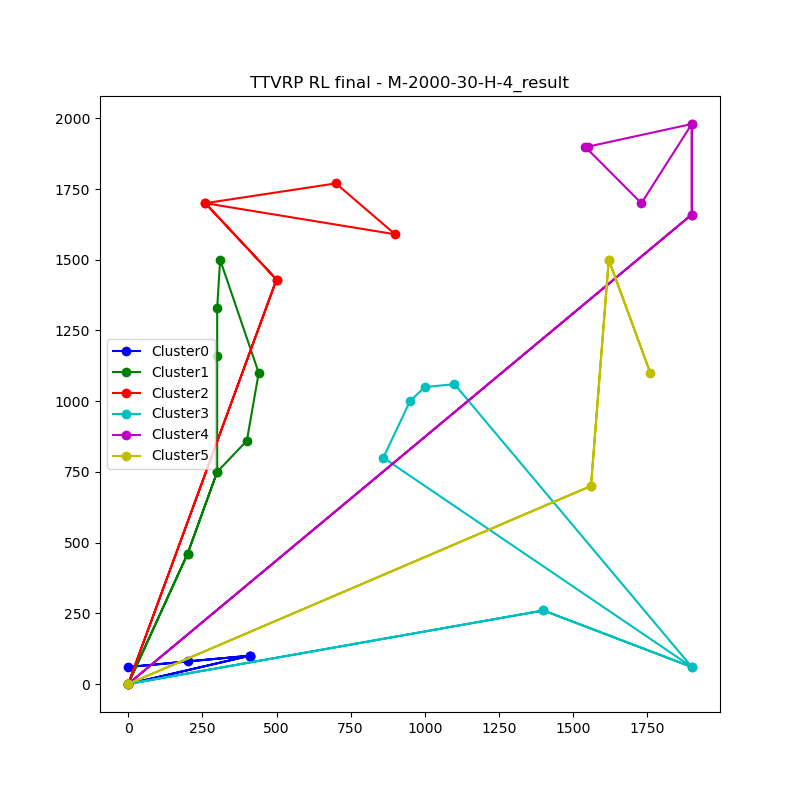 TTVRP RL final - M-2000-30-H-4_result
2000
1750
1500
1250
1000
750
500
250
0
Cluster0
Cluster1
Cluster2
Cluster3
Cluster4
Cluster5
0 250 500 750 1000 1250 1500 1750